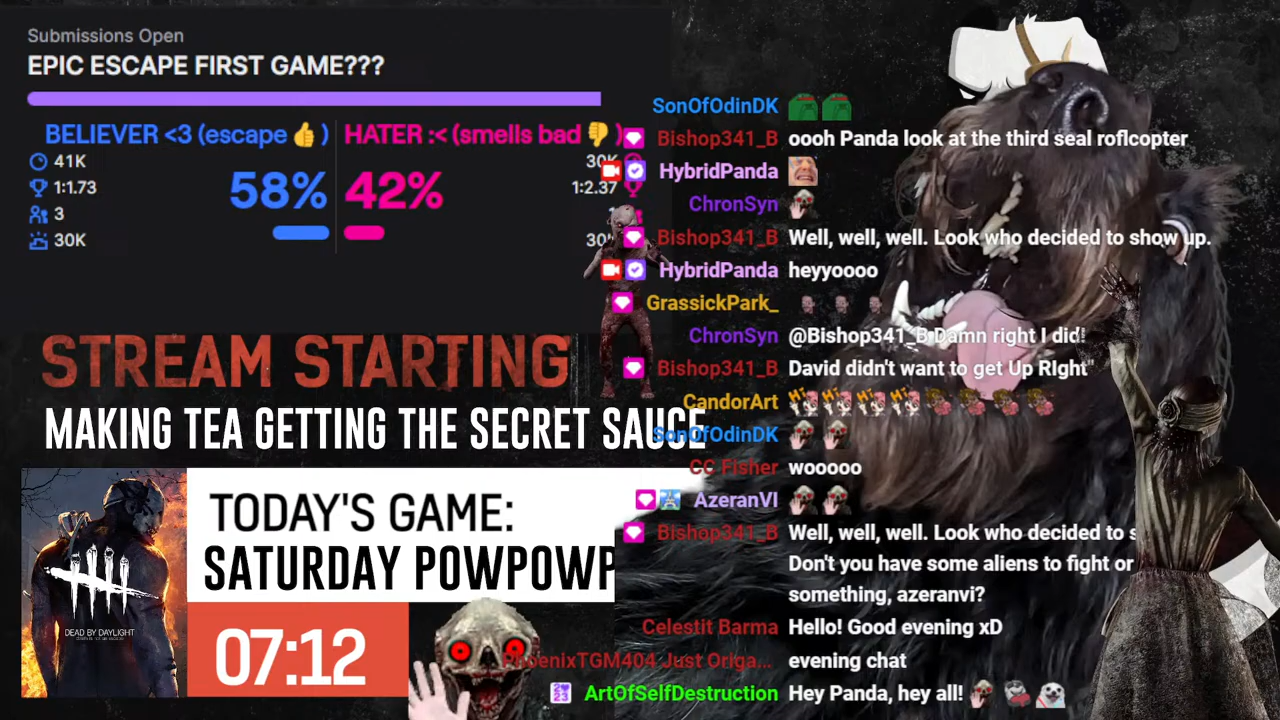 Submissions Open
EPIC ESCAPE FIRST GAME???
BELIEVER <3 (escape 👍)
HATER :< (smells bad 👎)
41K
1:1.73
3
30K
58%
42%
30K
1:2.37
30
STREAM STARTING
MAKING TEA GETTING THE SECRET SAUCE
TODAY'S GAME:
SATURDAY POWPOWP
DEAD BY DAYLIGHT
07:12
SonOfOdinDK
Bishop341_B oooh Panda look at the third seal roflcopter
HybridPanda
ChronSyn
Bishop341_B Well, well, well. Look who decided to show up.
HybridPanda heyyoooo
GrassickPark_
ChronSyn @Bishop341_B Damn right I did!
Bishop341_B David didn't want to get Up RIght"
CandorArt
SonOfOdinDK
CC Fisher wooooo
AzeranVI
Bishop341_B Well, well, well. Look who decided to s
Don't you have some aliens to fight or
something, azeranvi?
Celestit Barma Hello! Good evening xD
PhoenixTGM404 Just Origa... evening chat
ArtOfSelfDestruction Hey Panda, hey all!